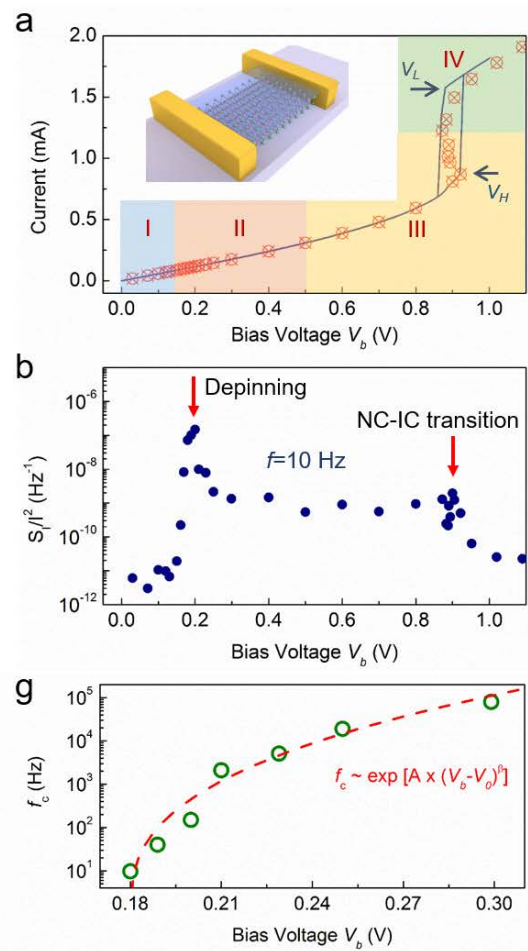 a
2.0
1.5
1.0
0.5
0.0
Current (mA)
I
II
III
IV
V_L
V_H
0.0 0.2 0.4 0.6 0.8 1.0
Bias Voltage V_b (V)
b
10^-6
10^-8
10^-10
10^-12
S_I/I^2 (Hz^-1)
Depinning
NC-IC transition
f=10 Hz
0.0 0.2 0.4 0.6 0.8 1.0
Bias Voltage V_b (V)
g
10^5
10^4
10^3
10^2
10^1
f_c (Hz)
f_c ~ exp [A x (V_b-V_0)^β]
0.18 0.21 0.24 0.27 0.30
Bias Voltage V_b (V)